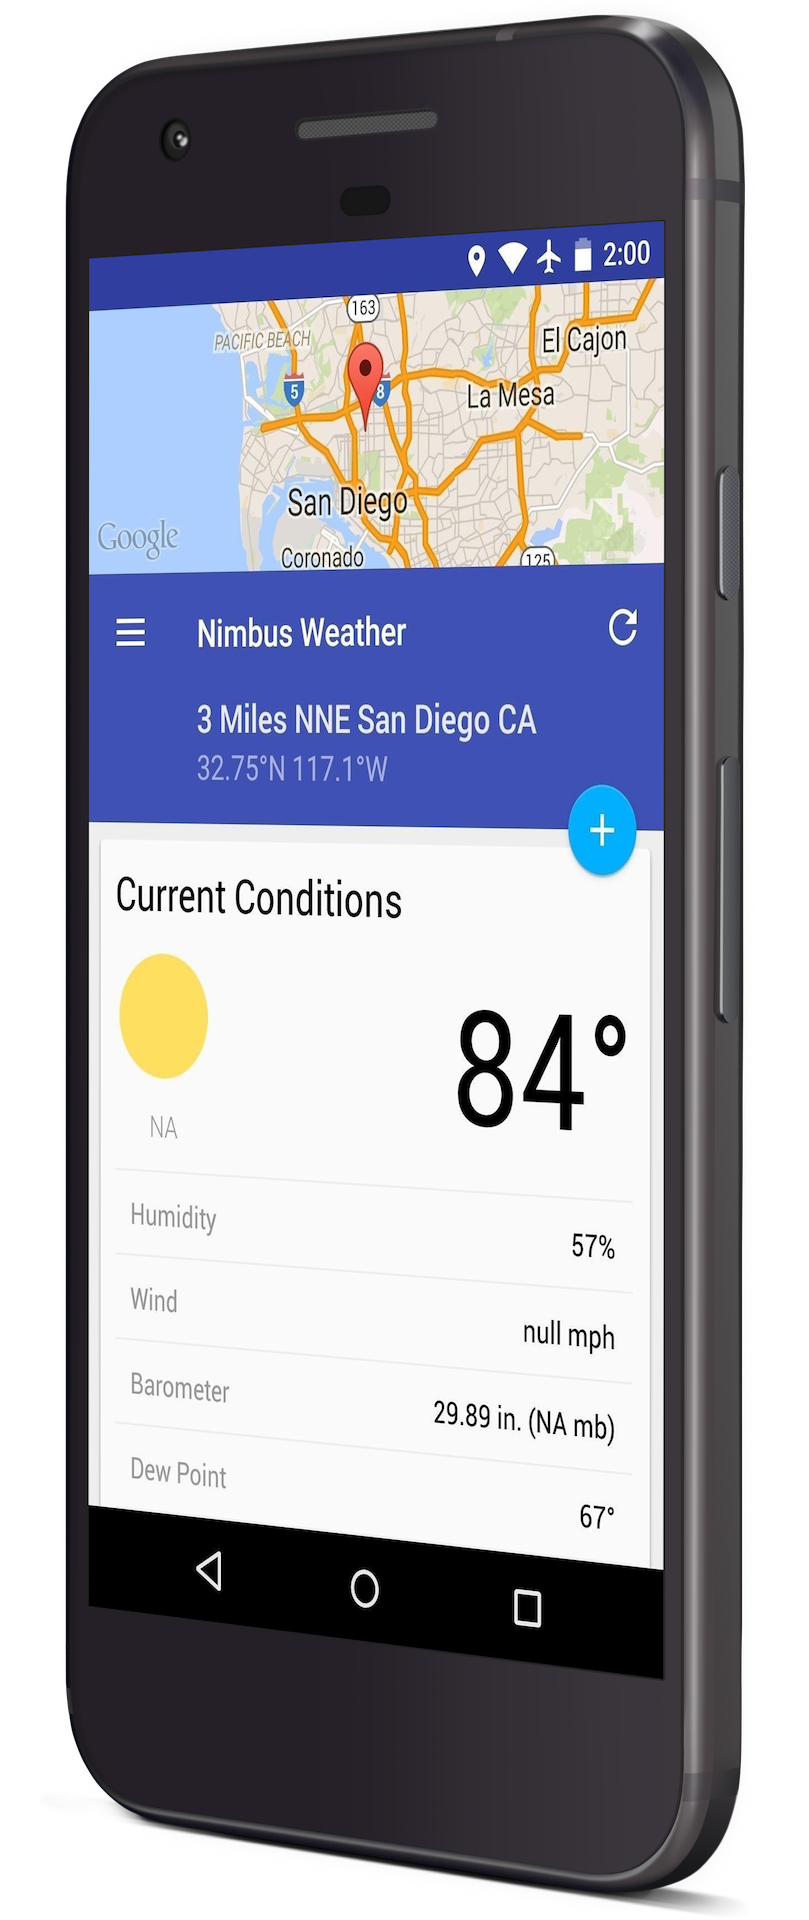 2:00
163
PACIFIC BEACH
El Cajon
5
8
La Mesa
San Diego
Google
Coronado
125
Nimbus Weather
3 Miles NNE San Diego CA
32.75°N 117.1°W
+
Current Conditions
84°
NA
Humidity
57%
Wind
null mph
Barometer
29.89 in. (NA mb)
Dew Point
67°